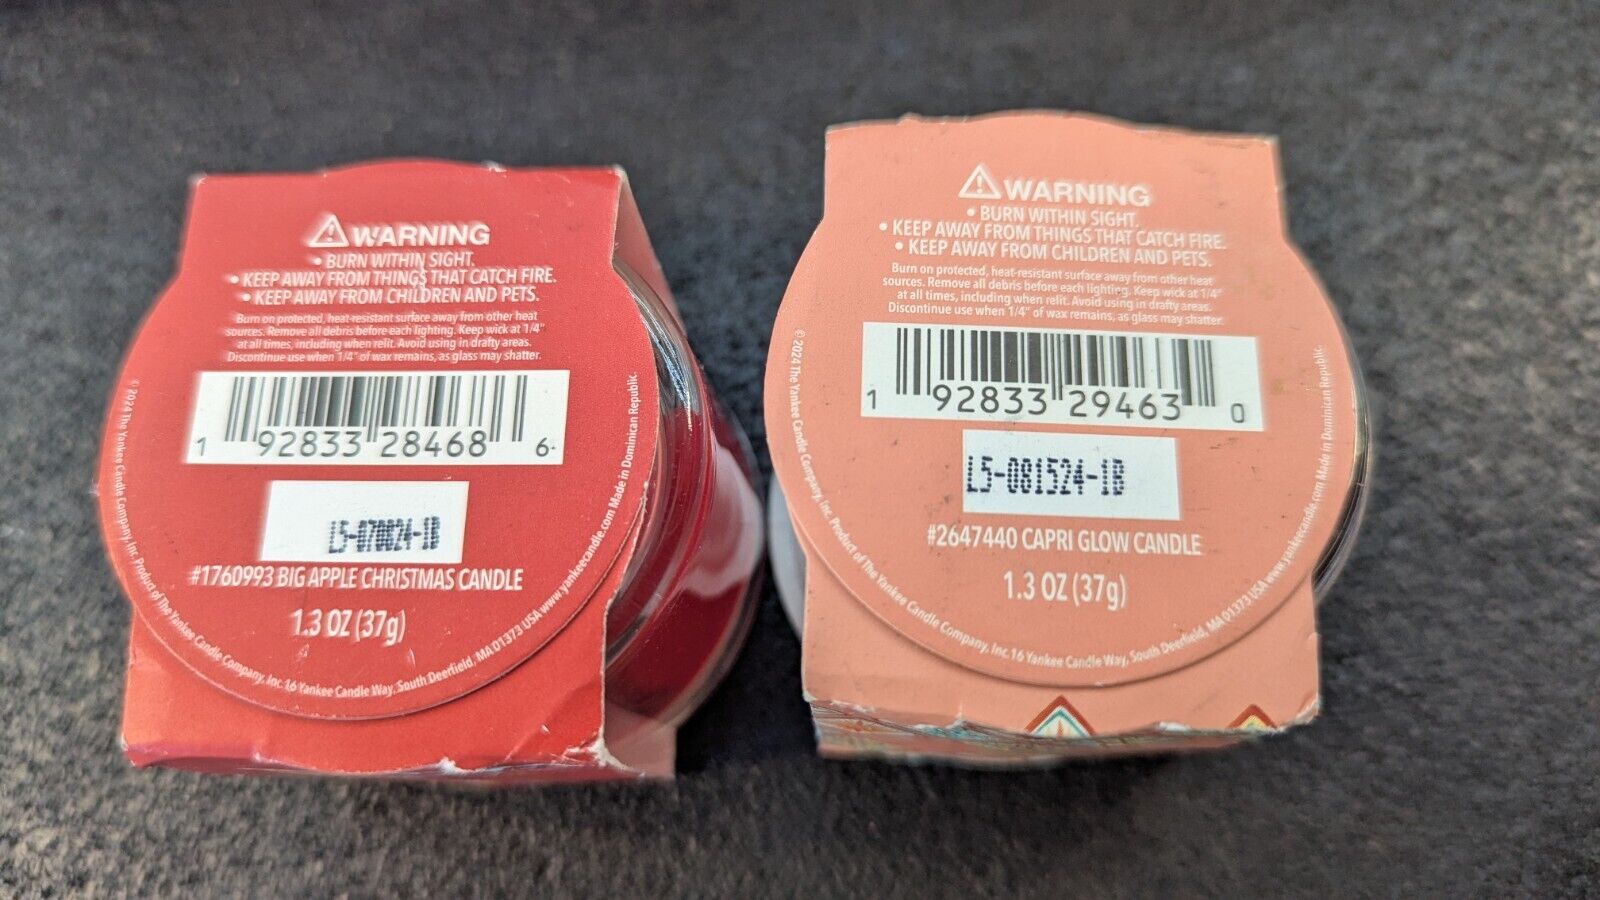 ⚠WARNING
• BURN WITHIN SIGHT.
• KEEP AWAY FROM THINGS THAT CATCH FIRE.
• KEEP AWAY FROM CHILDREN AND PETS.
Burn on protected, heat-resistant surface away from other heat
sources. Remove all debris before each lighting. Keep wick at 1/4"
at all times, including when relit. Avoid using in drafty areas.
Discontinue use when 1/4" of wax remains, as glass may shatter.
1 92833 28468 6
L5-070824-1B
#1760993 BIG APPLE CHRISTMAS CANDLE
1.3 OZ (37g)
© 2024 The Yankee Candle Company, Inc. Product of The Yankee Candle Company, Inc. 16 Yankee Candle Way, South Deerfield, MA 01373 USA www.yankeecandle.com Made in Dominican Republic.
⚠WARNING
• BURN WITHIN SIGHT.
• KEEP AWAY FROM THINGS THAT CATCH FIRE.
• KEEP AWAY FROM CHILDREN AND PETS.
Burn on protected, heat-resistant surface away from other heat
sources. Remove all debris before each lighting. Keep wick at 1/4"
at all times, including when relit. Avoid using in drafty areas.
Discontinue use when 1/4" of wax remains, as glass may shatter.
1 92833 29463 0
L5-081524-1B
#2647440 CAPRI GLOW CANDLE
1.3 OZ (37g)
© 2024 The Yankee Candle Company, Inc. Product of The Yankee Candle Company, Inc. 16 Yankee Candle Way, South Deerfield, MA 01373 USA www.yankeecandle.com Made in Dominican Republic.